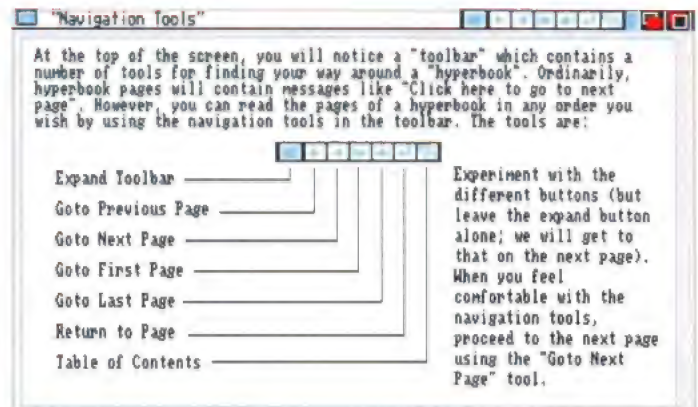 "Navigation Tools"
At the top of the screen, you will notice a "toolbar" which contains a
number of tools for finding your way around a "hyperbook". Ordinarily,
hyperbook pages will contain messages like "Click here to go to next
page". However, you can read the pages of a hyperbook in any order you
wish by using the navigation tools in the toolbar. The tools are:
Expand Toolbar
Goto Previous Page
Goto Next Page
Goto First Page
Goto Last Page
Return to Page
Table of Contents
Experiment with the
different buttons (but
leave the expand button
alone; we will get to
that on the next page).
When you feel
comfortable with the
navigation tools,
proceed to the next page
using the "Goto Next
Page" tool.